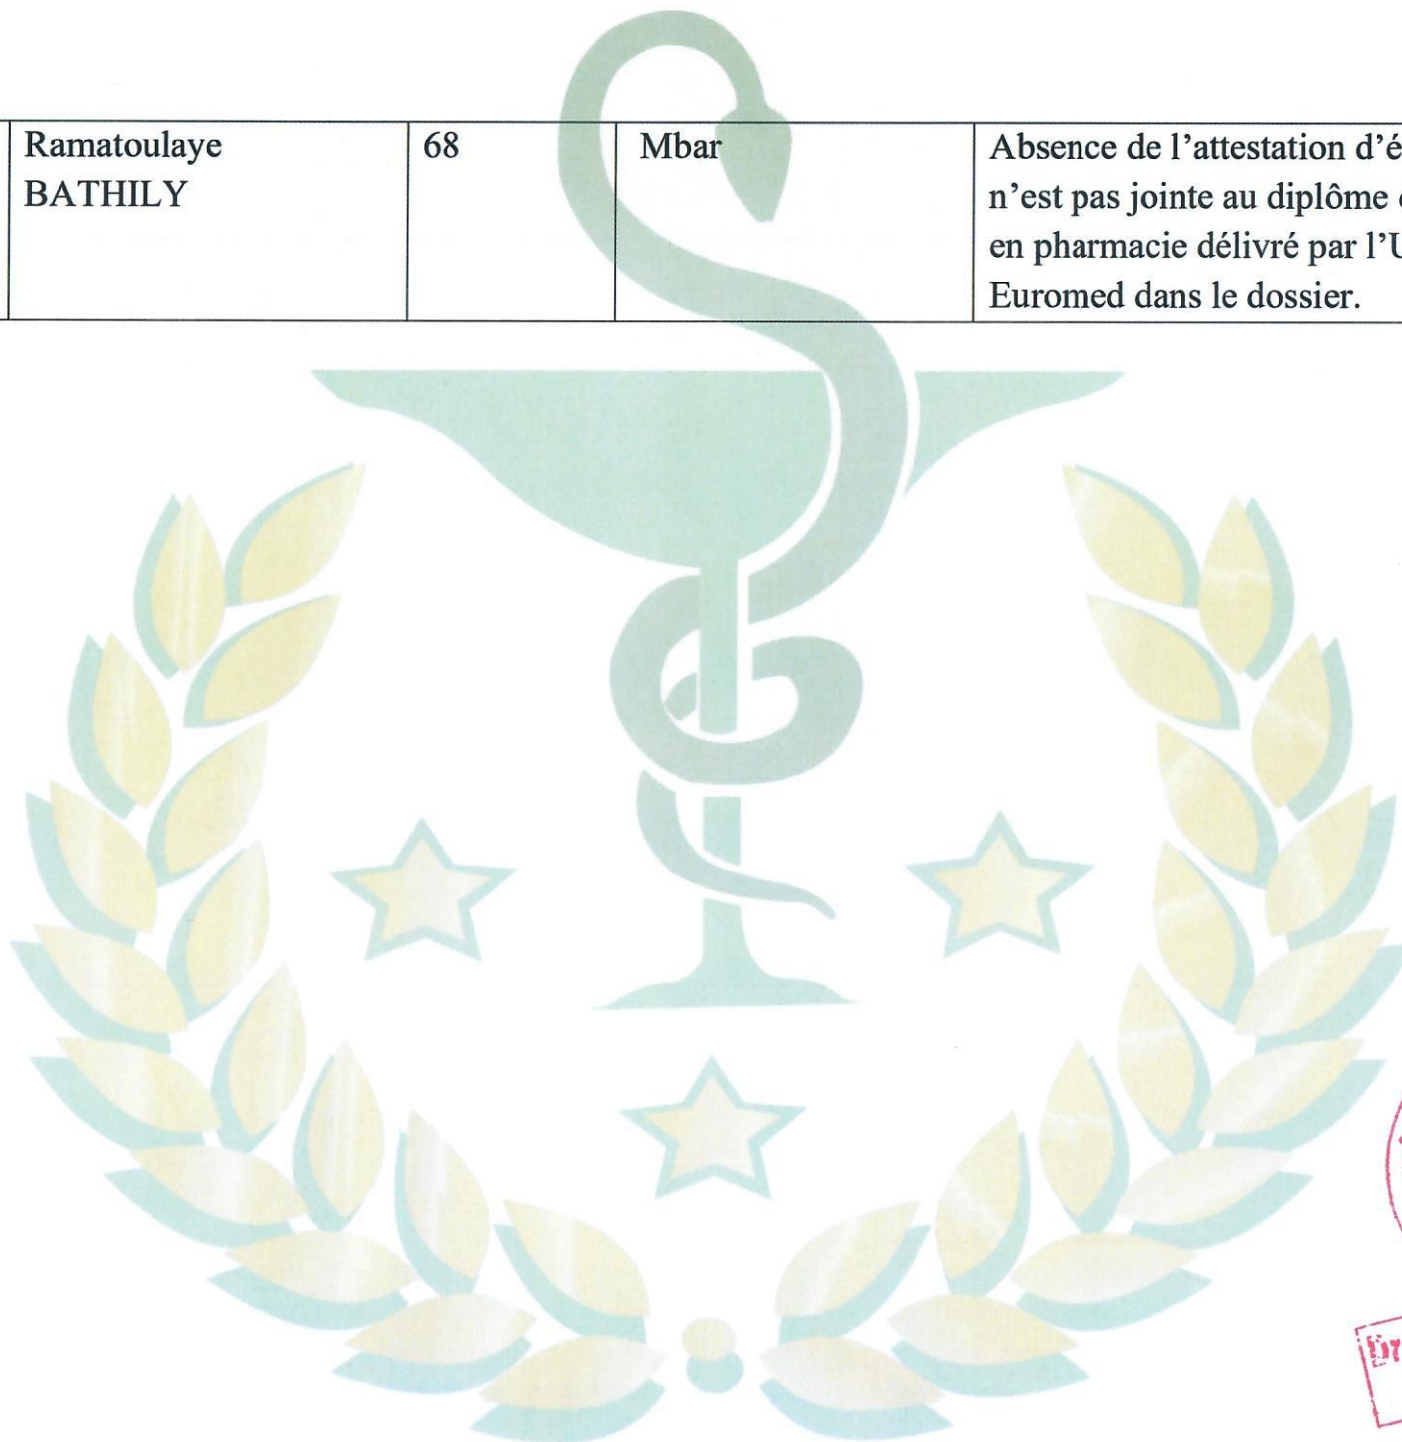 Ramatoulaye 68 Mbar Absence de l’attestation d’é
BATHILY n’est pas jointe au diplôme
en pharmacie délivré par l’U
Euromed dans le dossier.
Dr